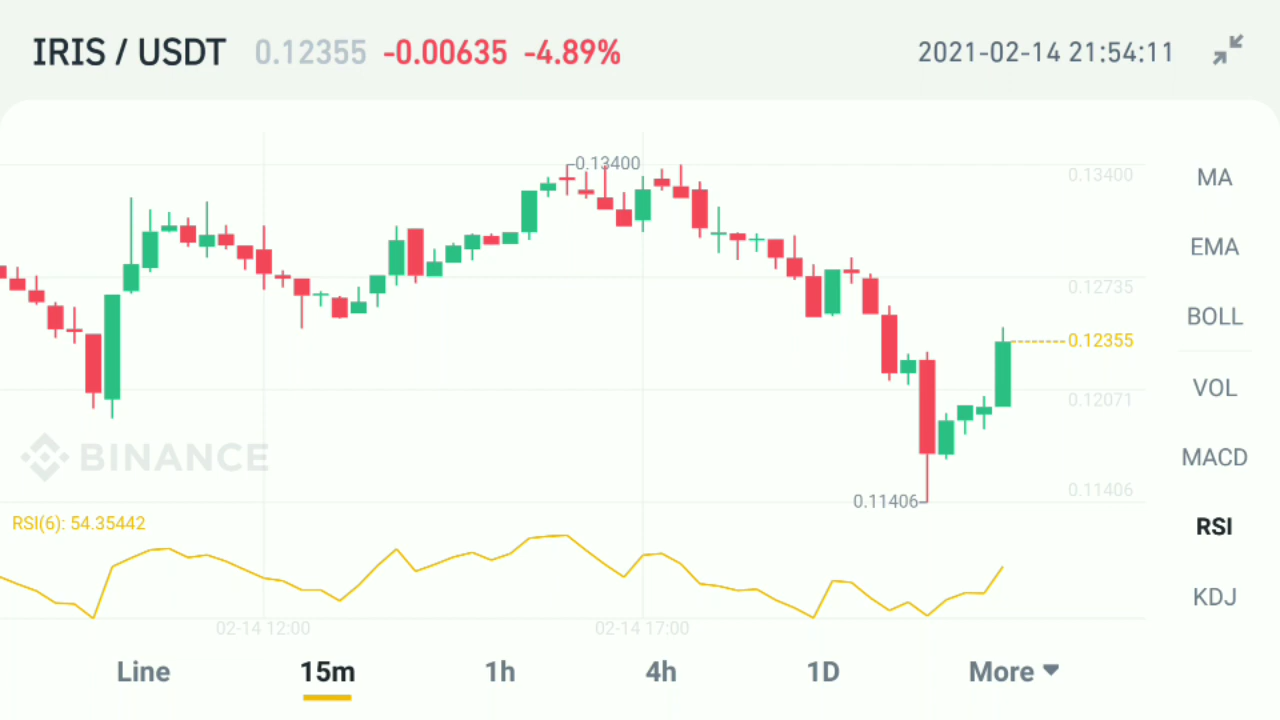 IRIS / USDT 0.12355 -0.00635 -4.89% 2021-02-14 21:54:11
0.13400
0.13400
MA
EMA
0.12735
BOLL
0.12355
VOL
0.12071
BINANCE
MACD
0.11406
0.11406
RSI(6): 54.35442
RSI
KDJ
02-14 12:00 02-14 17:00
Line 15m 1h 4h 1D More